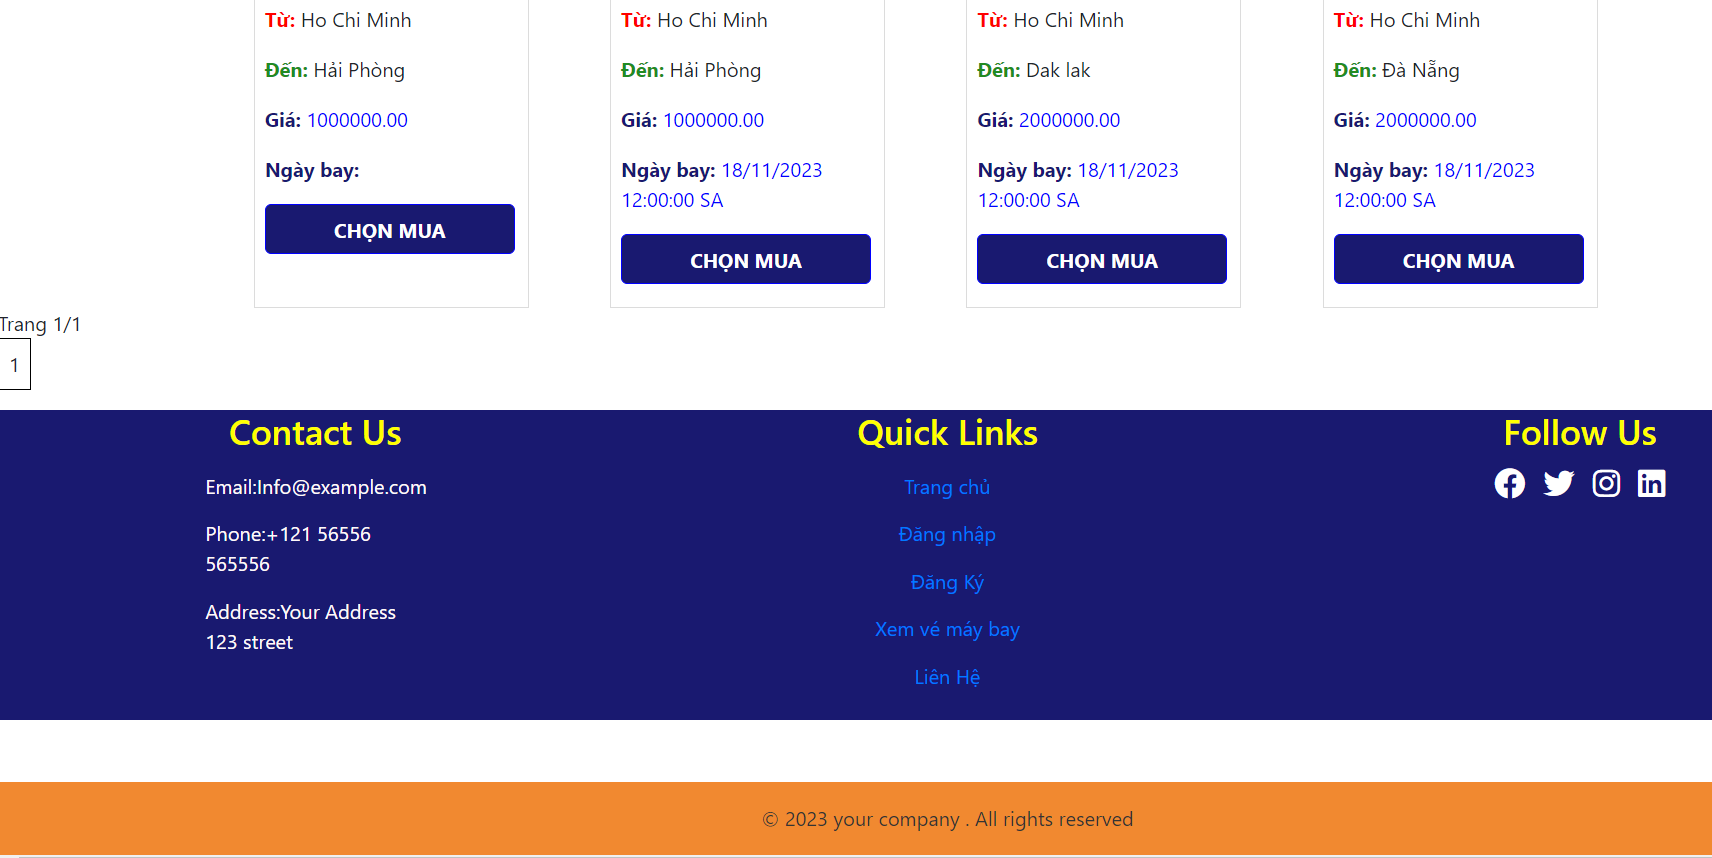 Từ: Ho Chi Minh
Đến: Hải Phòng
Giá: 1000000.00
Ngày bay:
CHỌN MUA
Từ: Ho Chi Minh
Đến: Hải Phòng
Giá: 1000000.00
Ngày bay: 18/11/2023
12:00:00 SA
CHỌN MUA
Từ: Ho Chi Minh
Đến: Dak lak
Giá: 2000000.00
Ngày bay: 18/11/2023
12:00:00 SA
CHỌN MUA
Từ: Ho Chi Minh
Đến: Đà Nẵng
Giá: 2000000.00
Ngày bay: 18/11/2023
12:00:00 SA
CHỌN MUA
Trang 1/1
1
Contact Us
Email:Info@example.com
Phone:+121 56556
565556
Address:Your Address
123 street
Quick Links
Trang chủ
Đăng nhập
Đăng Ký
Xem vé máy bay
Liên Hệ
Follow Us
© 2023 your company . All rights reserved